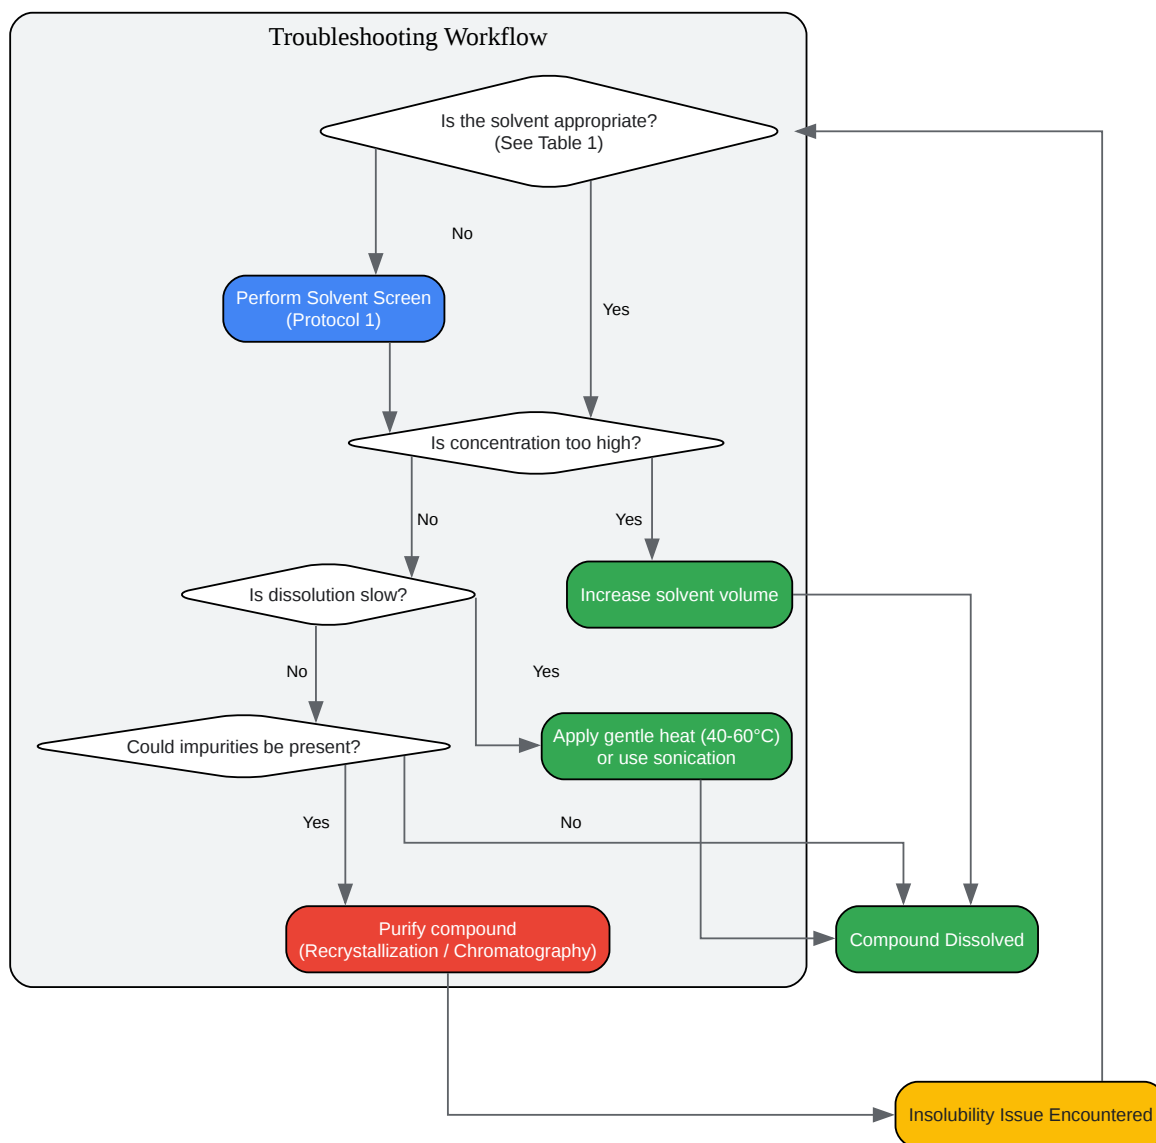 Troubleshooting Workflow
Is the solvent appropriate?
(See Table 1)
No
Perform Solvent Screen
(Protocol 1)
Yes
Is concentration too high?
No
Yes
Is dissolution slow?
Increase solvent volume
No
Yes
Could impurities be present?
Apply gentle heat (40-60°C)
or use sonication
Yes
No
Purify compound
(Recrystallization / Chromatography)
Compound Dissolved
Insolubility Issue Encountered